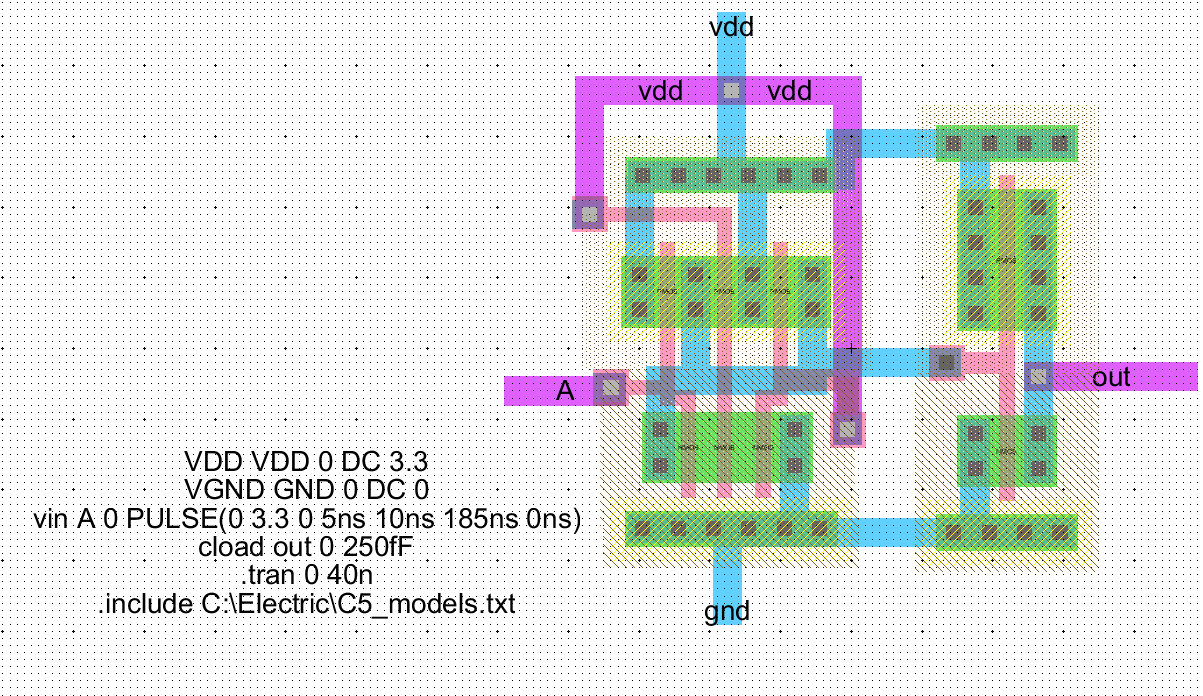 vdd
vdd vdd
A
out
VDD VDD 0 DC 3.3
VGND GND 0 DC 0
vin A 0 PULSE(0 3.3 0 5ns 10ns 185ns 0ns)
cload out 0 250fF
.tran 0 40n
.include C:\Electric\C5_models.txt
gnd